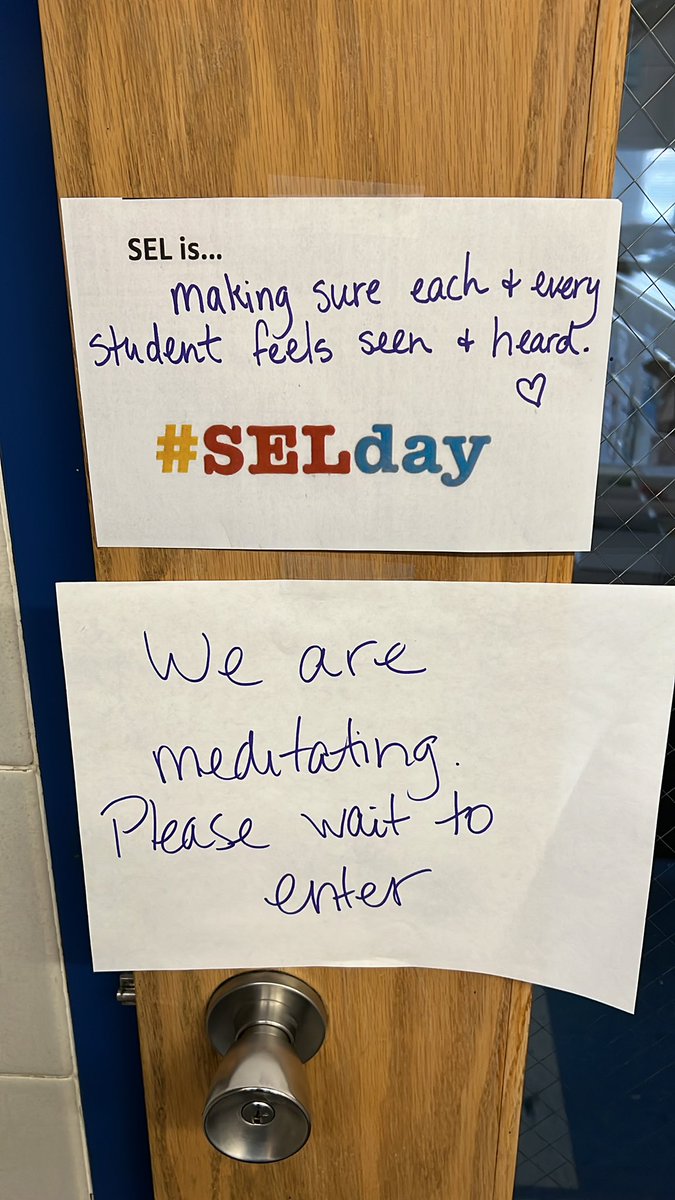 SEL is...
making sure each & every
student feels seen & heard.
#SELday
We are
meditating.
Please wait to
enter